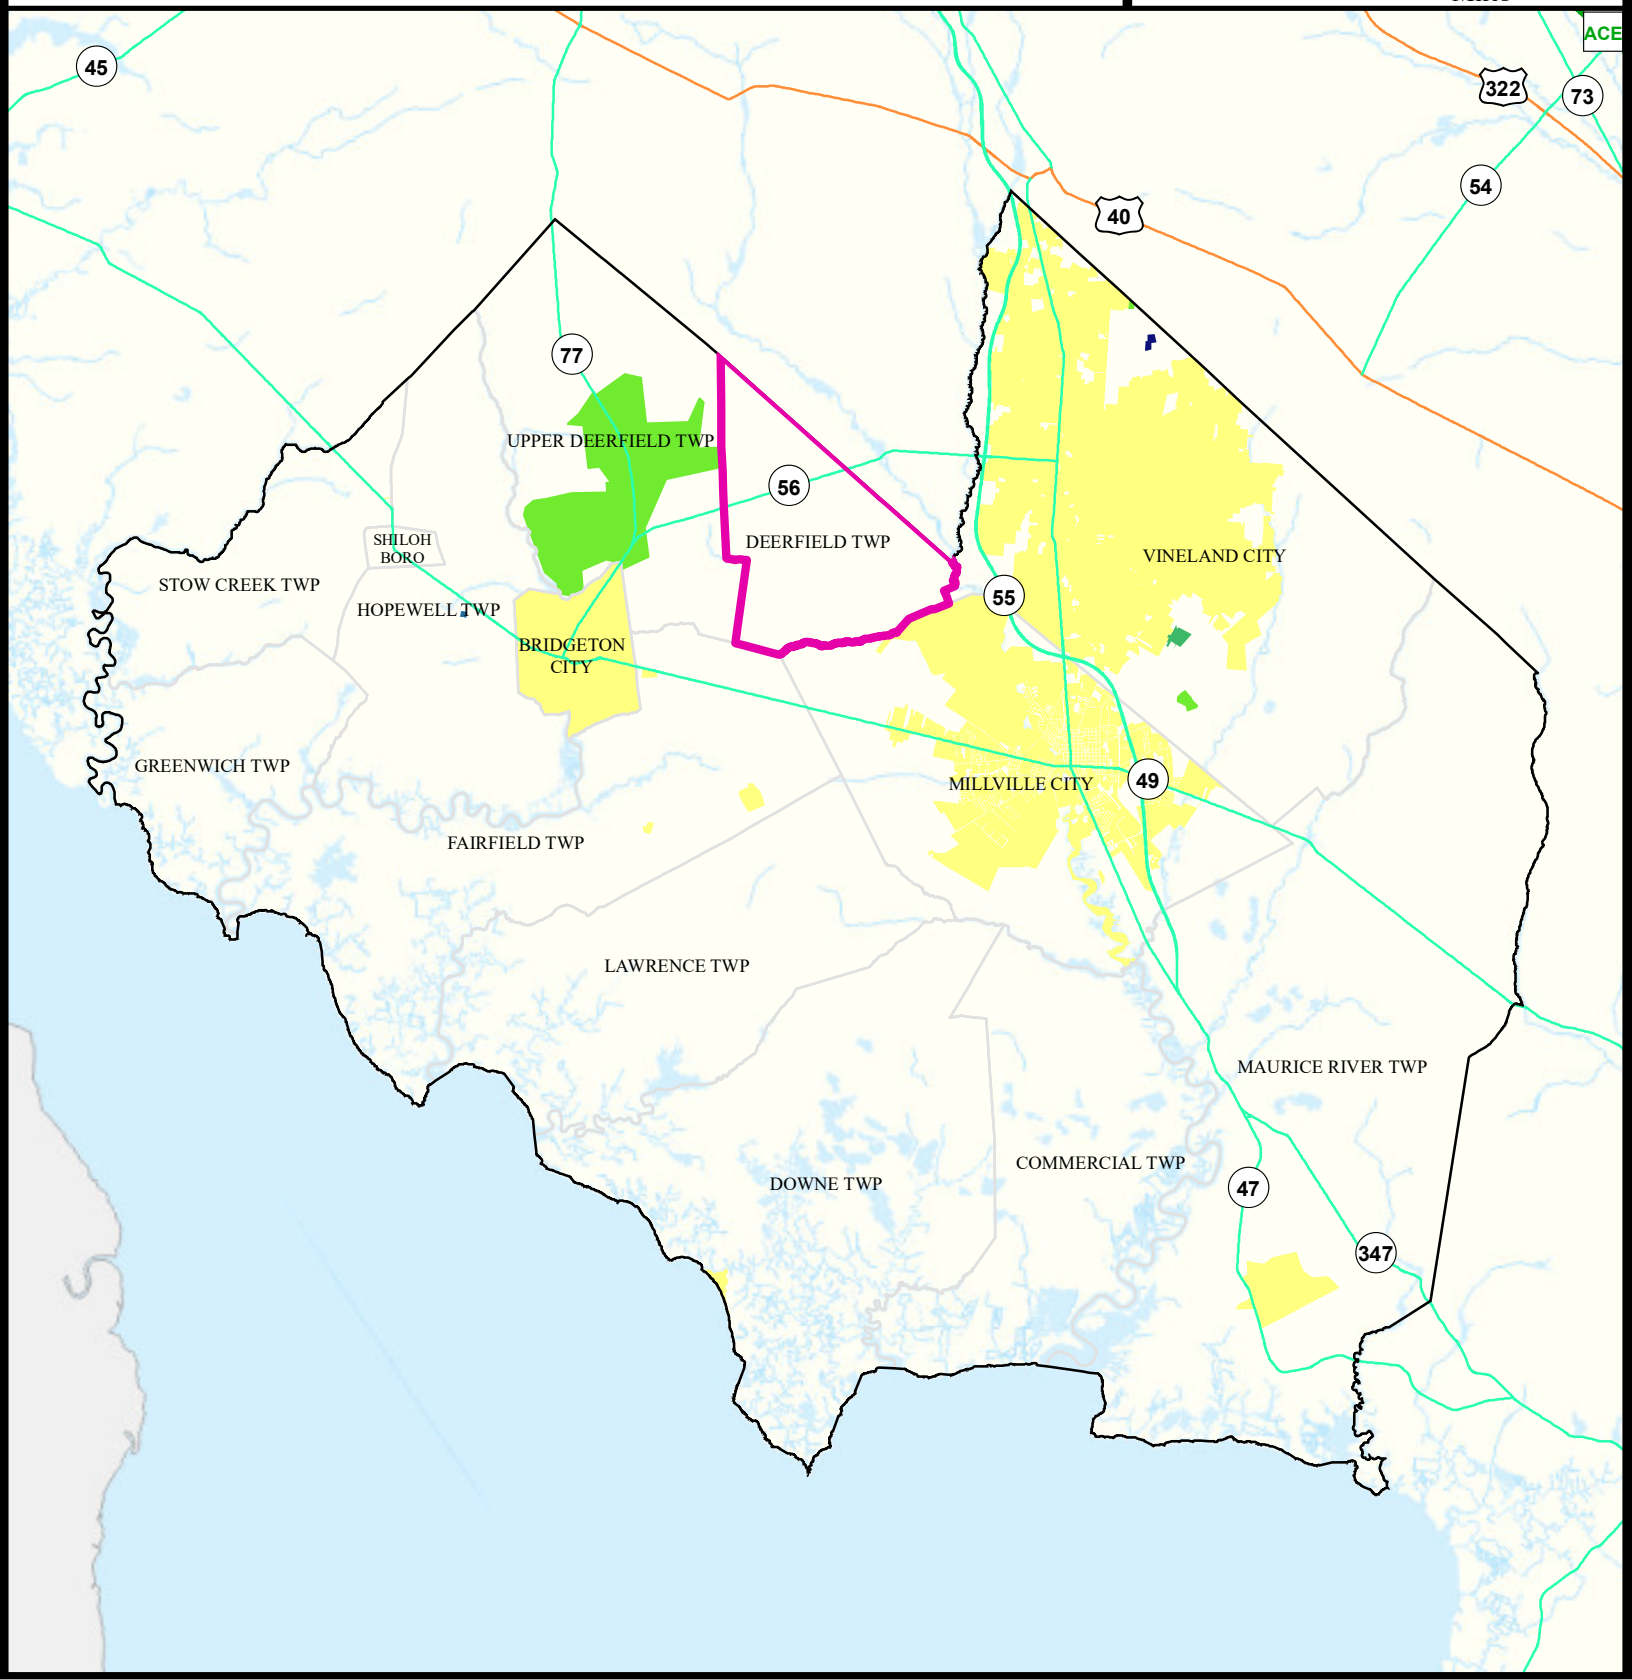 ACE
45
322
73
54
40
77
UPPER DEERFIELD TWP
56
DEERFIELD TWP
SHILOH
BORO
VINELAND CITY
STOW CREEK TWP
HOPEWELL TWP
55
BRIDGETON
CITY
GREENWICH TWP
MILLVILLE CITY
49
FAIRFIELD TWP
LAWRENCE TWP
MAURICE RIVER TWP
COMMERCIAL TWP
DOWNE TWP
47
347